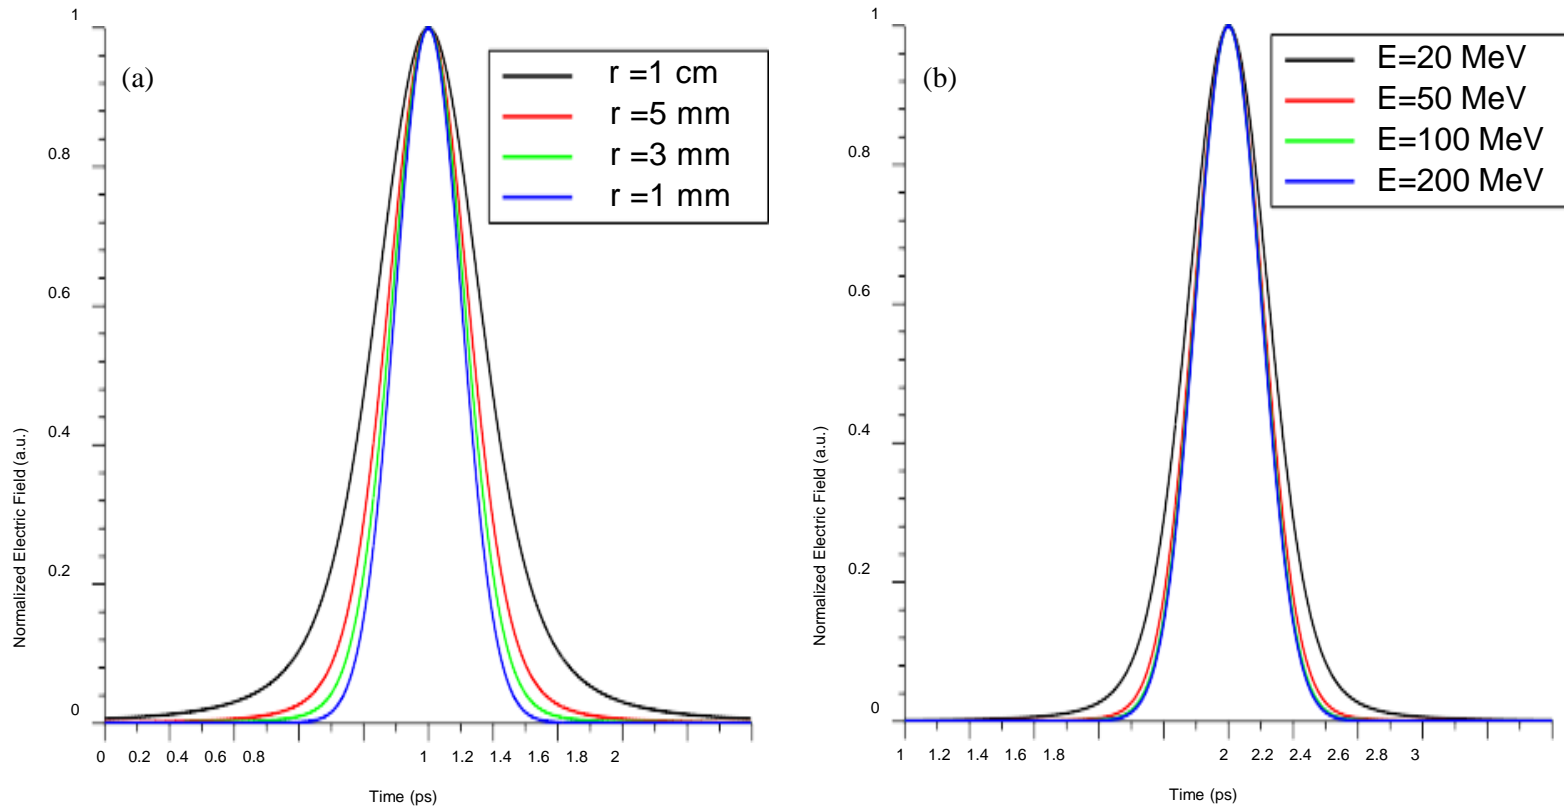 (a)
1
0.8
0.6
0.4
0.2
0
r =1 cm
r =5 mm
r =3 mm
r =1 mm
Normalized Electric Field (a.u.)
0 0.2 0.4 0.6 0.8 1 1.2 1.6 1.8 2
Time (ps)
(b)
1
0.8
0.6
0.4
0.2
0
E=20 MeV
E=50 MeV
E=100 MeV
E=200 MeV
Normalized Electric Field (a.u.)
1 1.2 1.4 1.6 1.8 2 2.2 2.4 2.6 2.8 3
Time (ps)